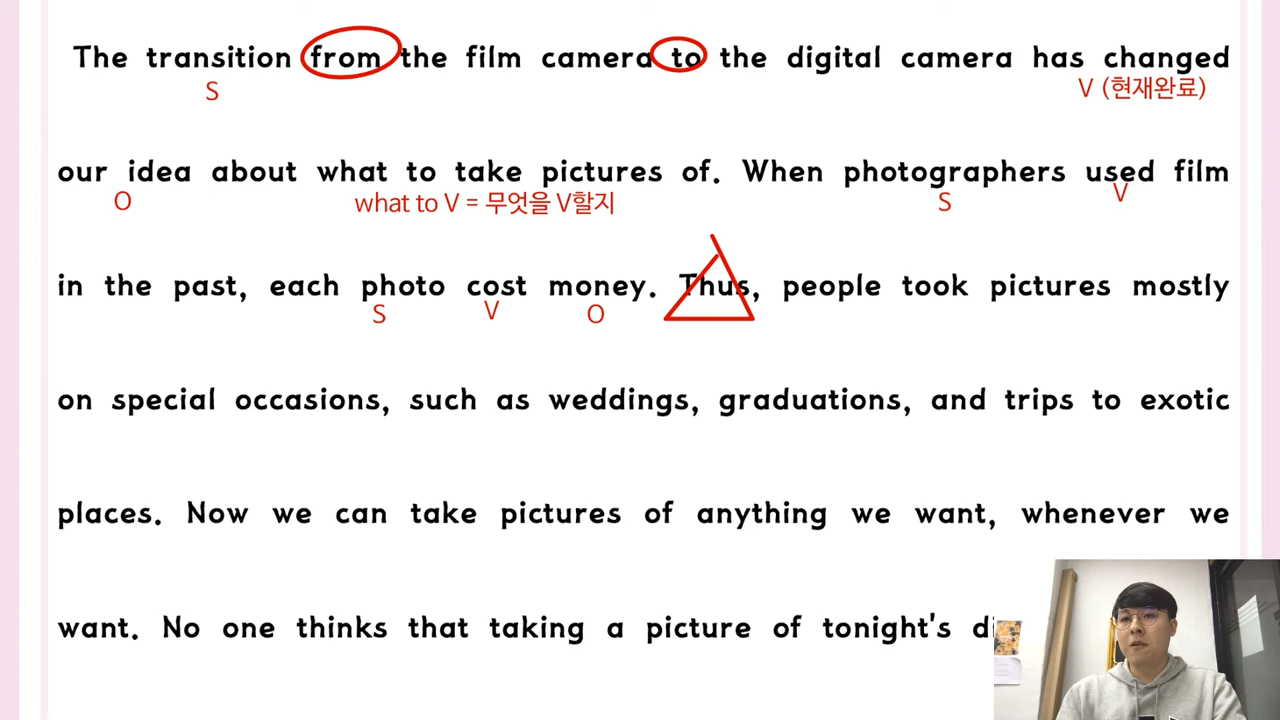 The transition from the film camera to the digital camera has changed
S
V (현재완료)
our idea about what to take pictures of. When photographers used film
O
what to V = 무엇을 V할지
S
V
in the past, each photo cost money. Thus, people took pictures mostly
S
V
O
on special occasions, such as weddings, graduations, and trips to exotic
places. Now we can take pictures of anything we want, whenever we
want. No one thinks that taking a picture of tonight's